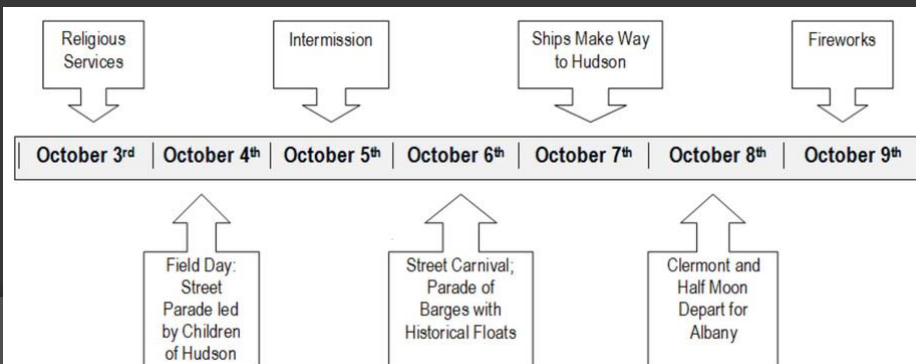 Religious
Services
Intermission
Ships Make Way
to Hudson
Fireworks
October 3rd
October 4th
October 5th
October 6th
October 7th
October 8th
October 9th
Field Day:
Street
Parade led
by Children
of Hudson
Street Carnival;
Parade of
Barges with
Historical Floats
Clermont and
Half Moon
Depart for
Albany